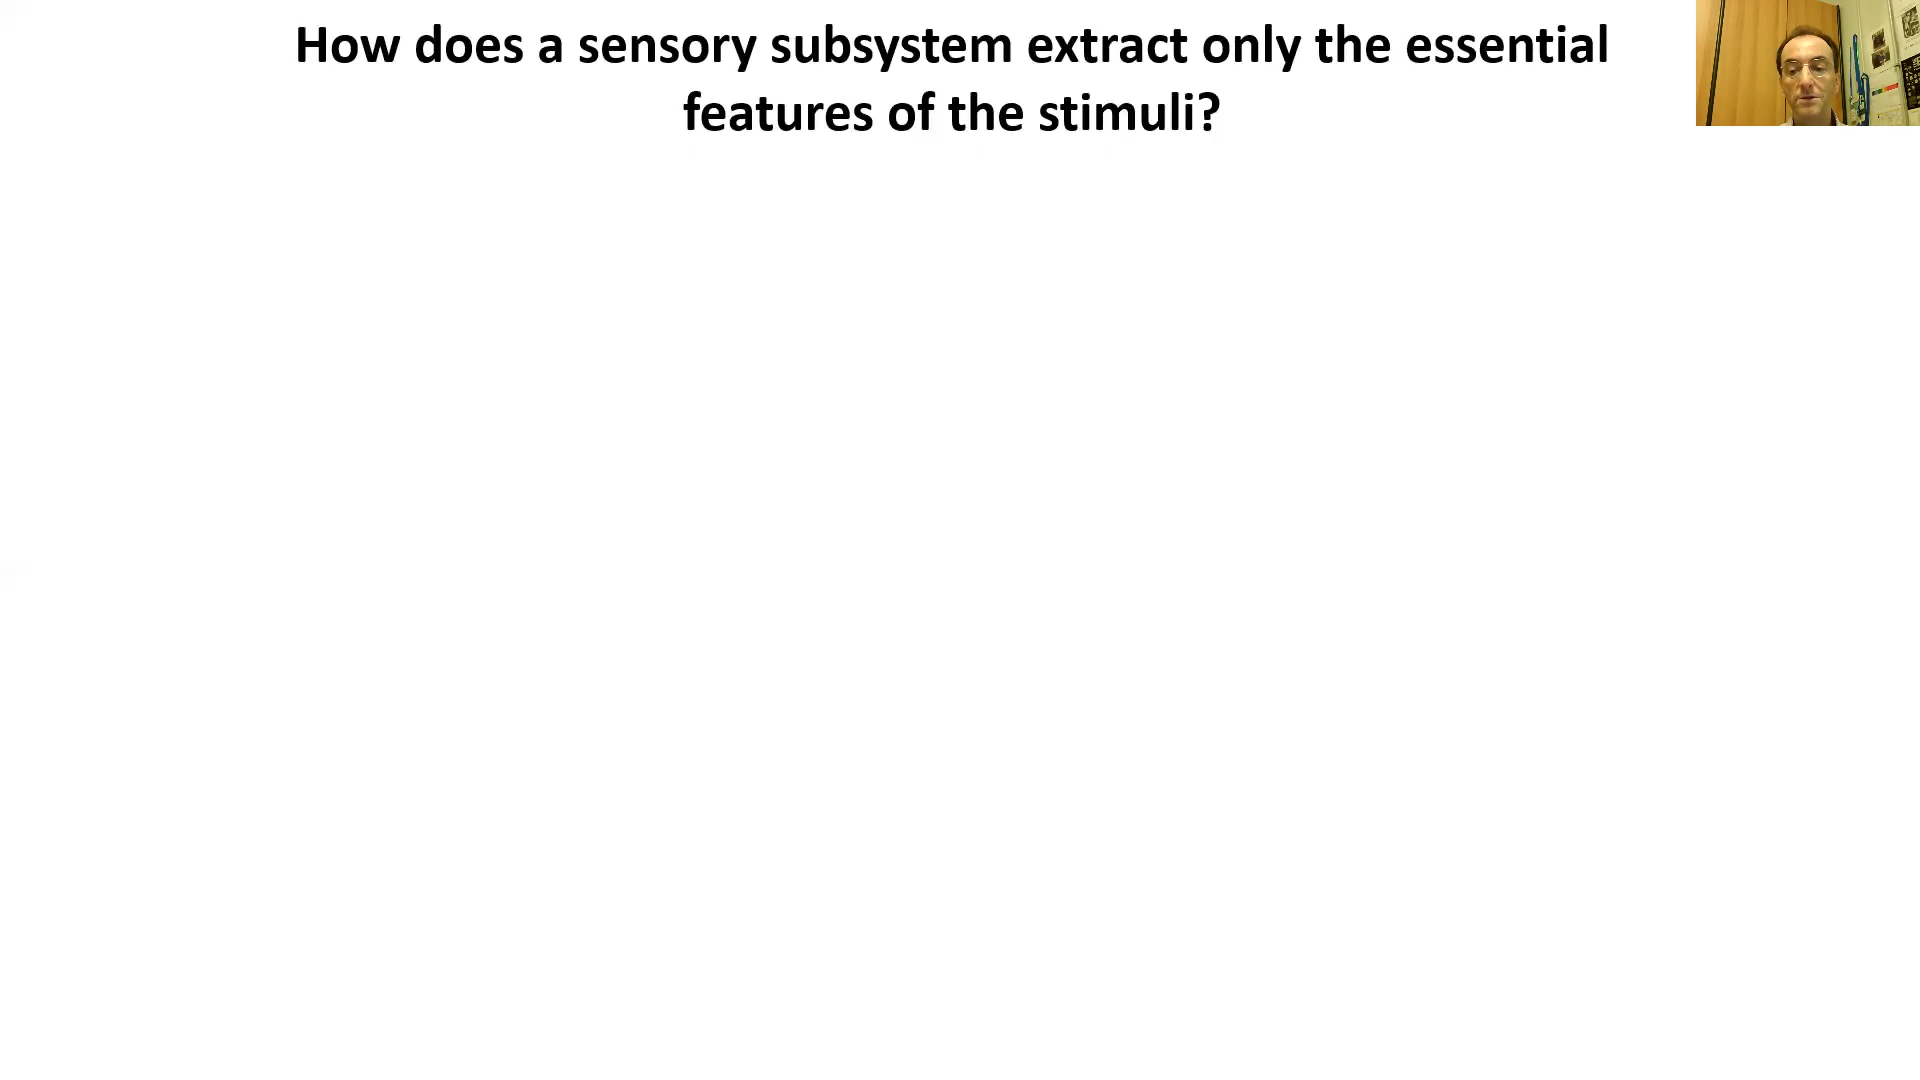 How does a sensory subsystem extract only the essential
features of the stimuli?